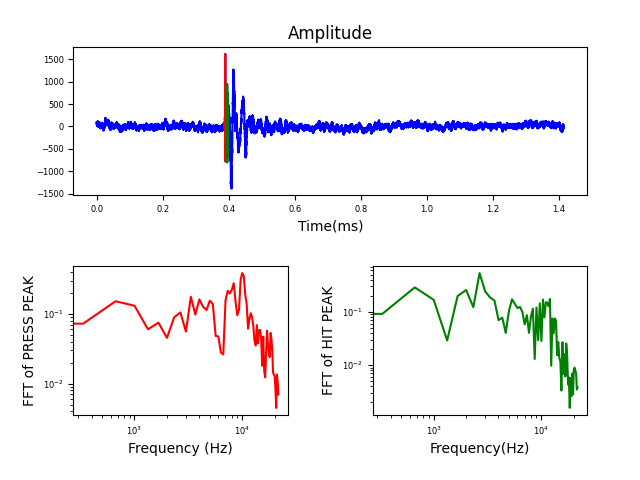 Amplitude
1500
1000
500
0
−500
−1000
−1500
0.0 0.2 0.4 0.6 0.8 1.0 1.2 1.4
Time(ms)
FFT of PRESS PEAK
10⁻¹
10⁻²
10³ 10⁴
Frequency (Hz)
FFT of HIT PEAK
10⁻¹
10⁻²
10³ 10⁴
Frequency(Hz)